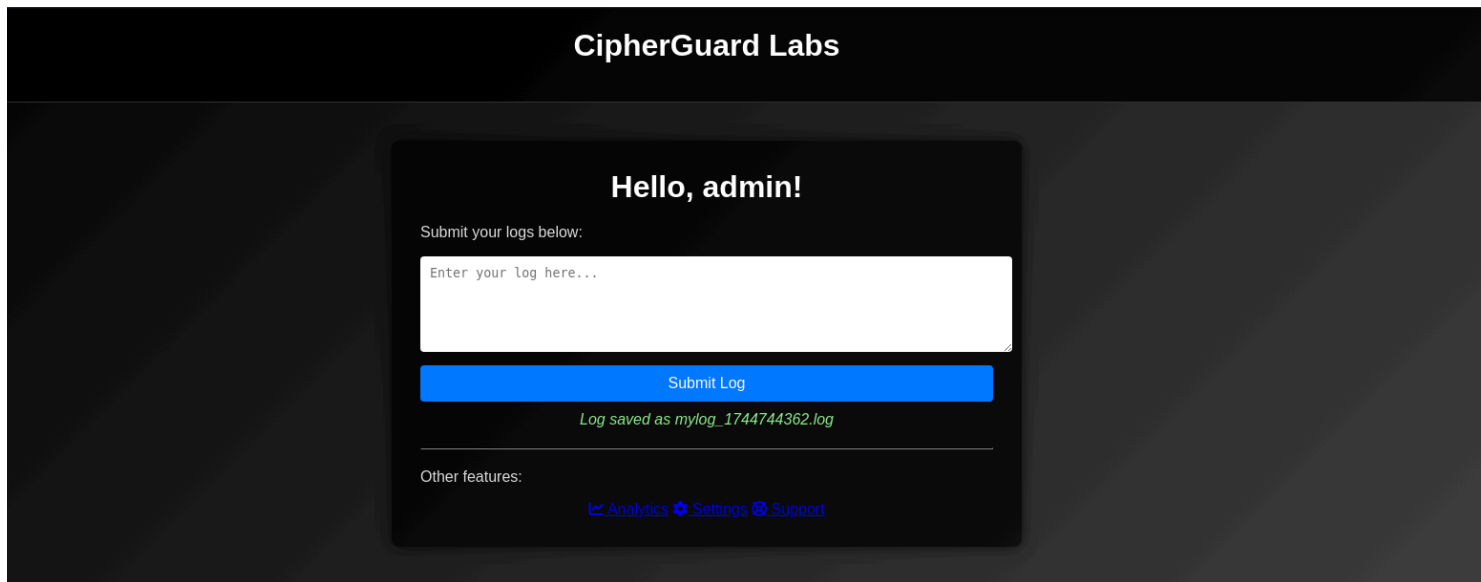 CipherGuard Labs
Hello, admin!
Submit your logs below:
Enter your log here...
Submit Log
Log saved as mylog_1744744362.log
Other features:
Analytics Settings Support